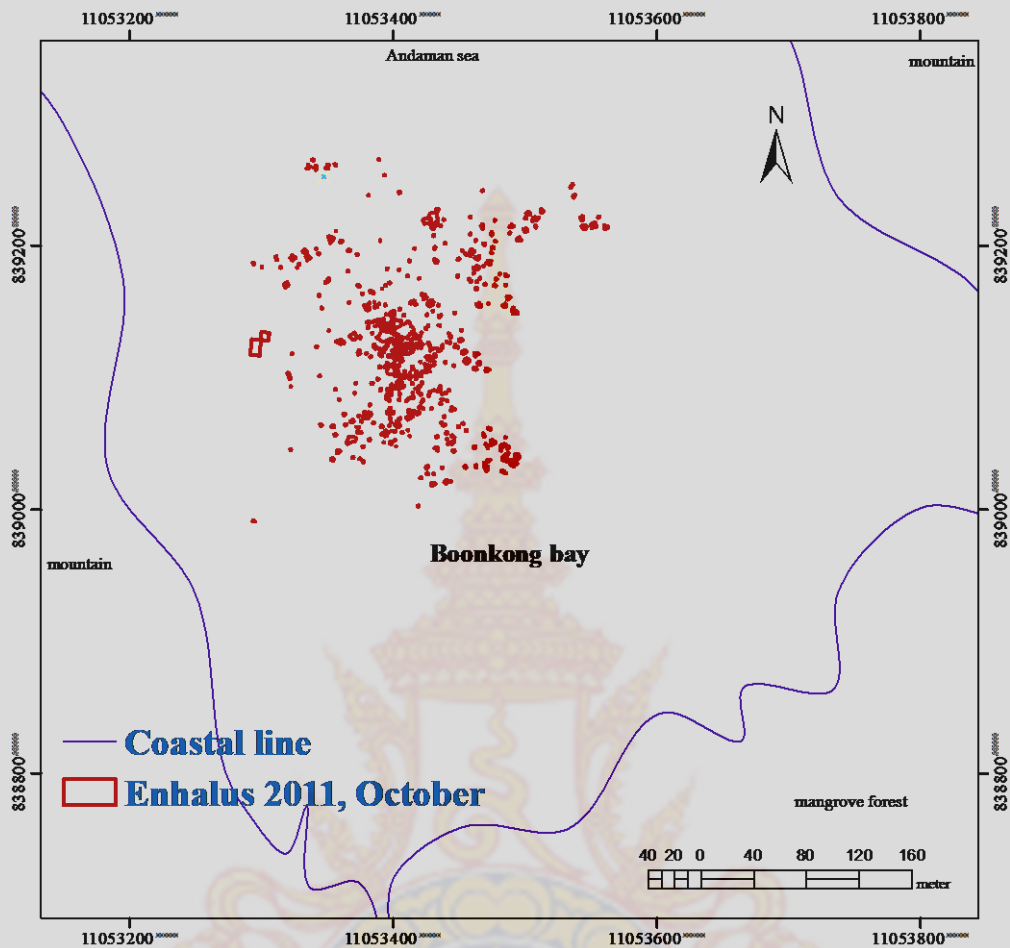 11053200 11053400 11053600 11053800
Andaman sea
mountain
N
839200 839200
839000 839000
Boonkong bay
mountain
Coastal line
Enhalus 2011, October
838800 838800
mangrove forest
40 20 0 40 80 120 160
meter
11053200 11053400 11053600 11053800